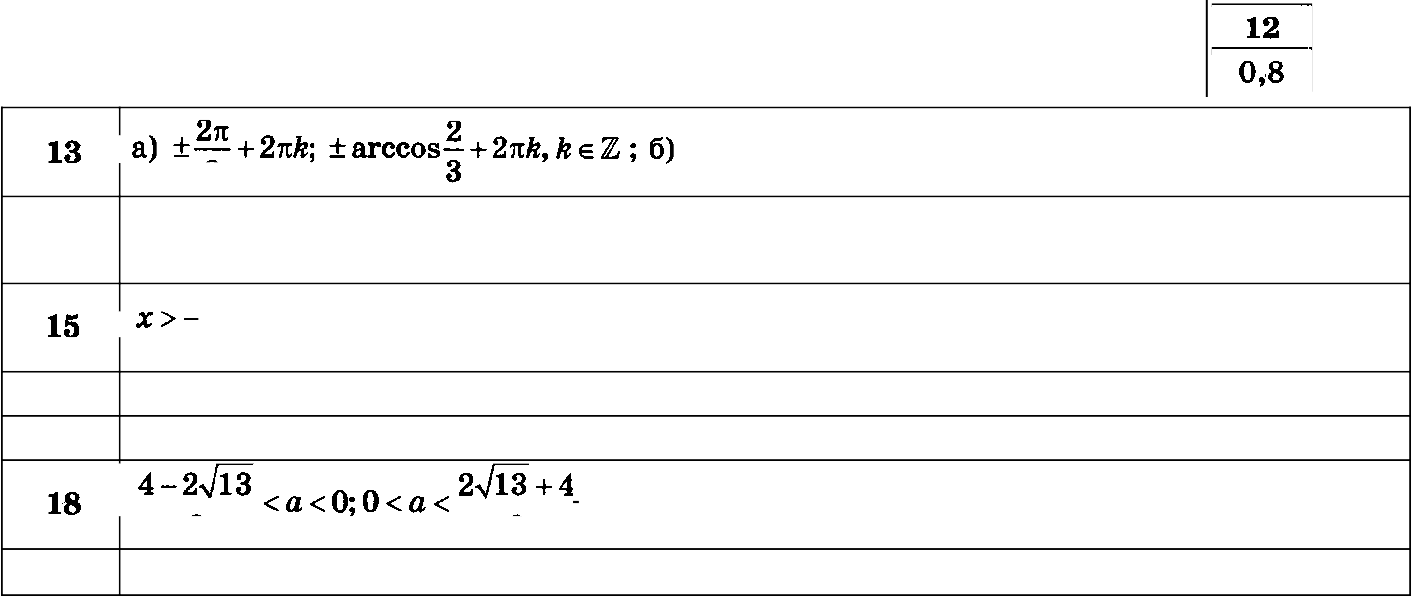 12
0,8
13 а) ±2π/ + 2πk; ±arccos 2/3 + 2πk, k ∈ ℤ ; б)
15 x > −
18 4 − 2√13 < a < 0; 0 < a < 2√13 + 4